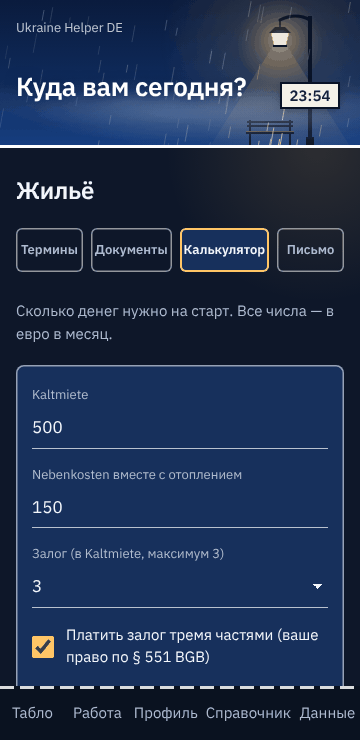 Ukraine Helper DE
Куда вам сегодня?
23:54
Жильё
Термины Документы Калькулятор Письмо
Сколько денег нужно на старт. Все числа — в
евро в месяц.
Kaltmiete
500
Nebenkosten вместе с отоплением
150
Залог (в Kaltmiete, максимум 3)
3
Платить залог тремя частями (ваше
право по § 551 BGB)
Табло Работа Профиль Справочник Данные